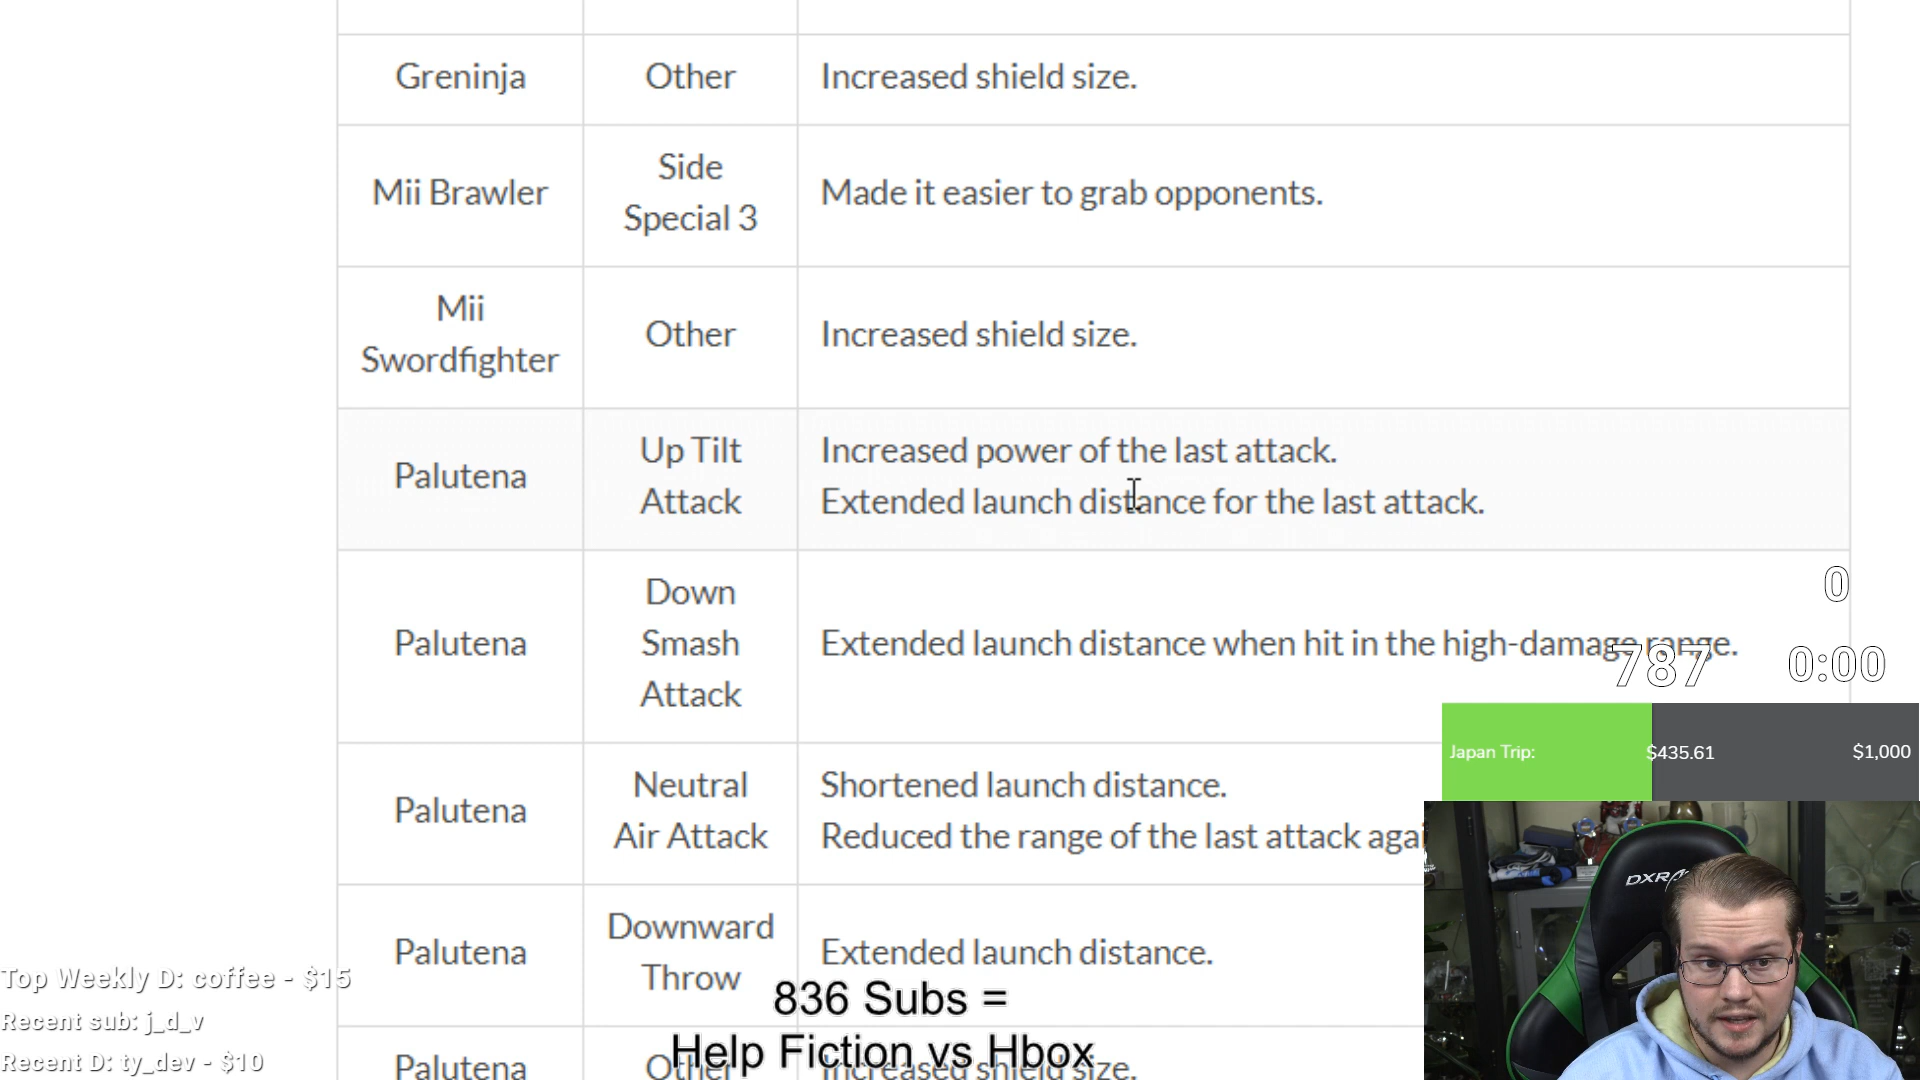 Greninja
Other
Increased shield size.
Mii Brawler
Side
Special 3
Made it easier to grab opponents.
Mii
Swordfighter
Other
Increased shield size.
Palutena
Up Tilt
Attack
Increased power of the last attack.
Extended launch distance for the last attack.
Palutena
Down
Smash
Attack
Extended launch distance when hit in the high-damage range.
0
787
0:00
Japan Trip:
$435.61
$1,000
Palutena
Neutral
Air Attack
Shortened launch distance.
Reduced the range of the last attack
Palutena
Downward
Throw
Extended launch distance.
Top Weekly D: coffee - $15
Recent sub: j_d_v
Recent D: ty_dev - $10
836 Subs =
Help Fiction vs Hbox
Palutena
Other
Increased shield size.